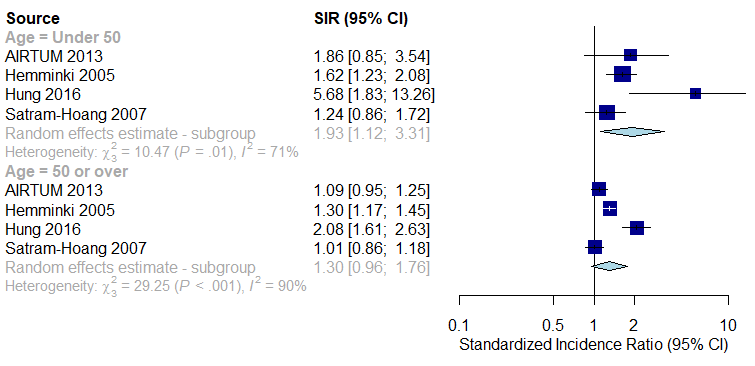 Source SIR (95% CI)
Age = Under 50
AIRTUM 2013 1.86 [0.85; 3.54]
Hemminki 2005 1.62 [1.23; 2.08]
Hung 2016 5.68 [1.83; 13.26]
Satram-Hoang 2007 1.24 [0.86; 1.72]
Random effects estimate - subgroup 1.93 [1.12; 3.31]
Heterogeneity: χ²₃ = 10.47 (P = .01), I² = 71%
Age = 50 or over
AIRTUM 2013 1.09 [0.95; 1.25]
Hemminki 2005 1.30 [1.17; 1.45]
Hung 2016 2.08 [1.61; 2.63]
Satram-Hoang 2007 1.01 [0.86; 1.18]
Random effects estimate - subgroup 1.30 [0.96; 1.76]
Heterogeneity: χ²₃ = 29.25 (P < .001), I² = 90%
0.1 0.5 1 2 10
Standardized Incidence Ratio (95% CI)